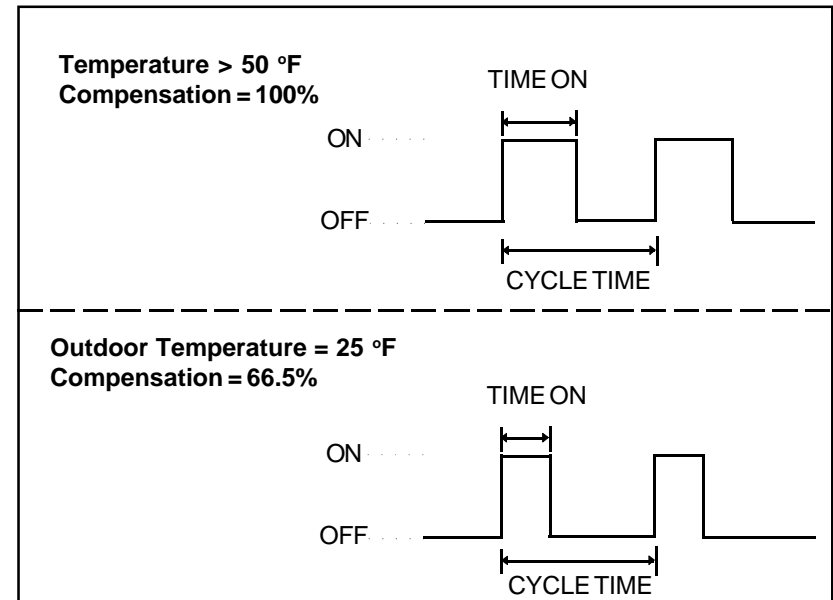 Temperature > 50 °F
Compensation = 100%
TIME ON
ON
OFF
CYCLE TIME
Outdoor Temperature = 25 °F
Compensation = 66.5%
TIME ON
ON
OFF
CYCLE TIME